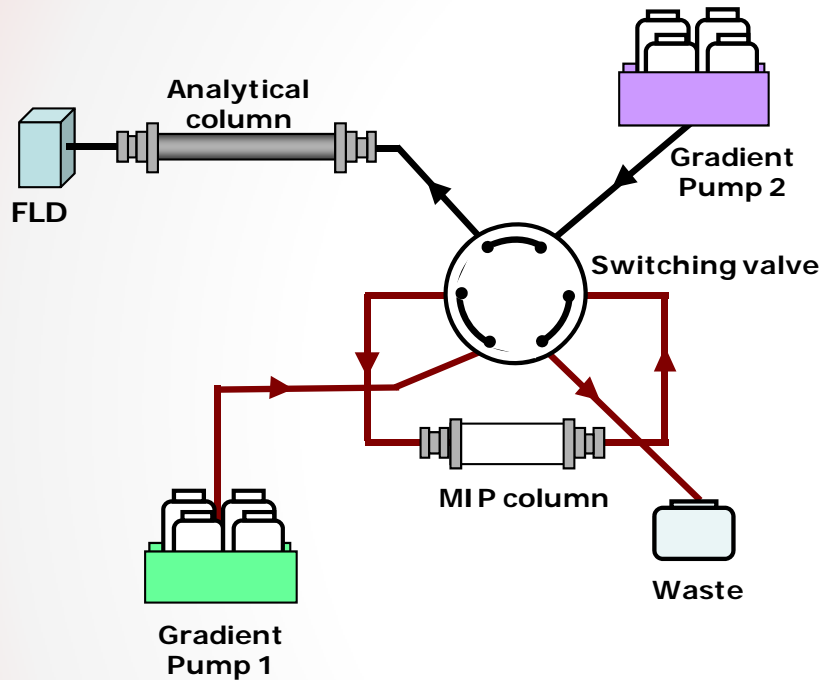 Analytical
column
FLD
Gradient
Pump 2
Switching valve
MIP column
Waste
Gradient
Pump 1